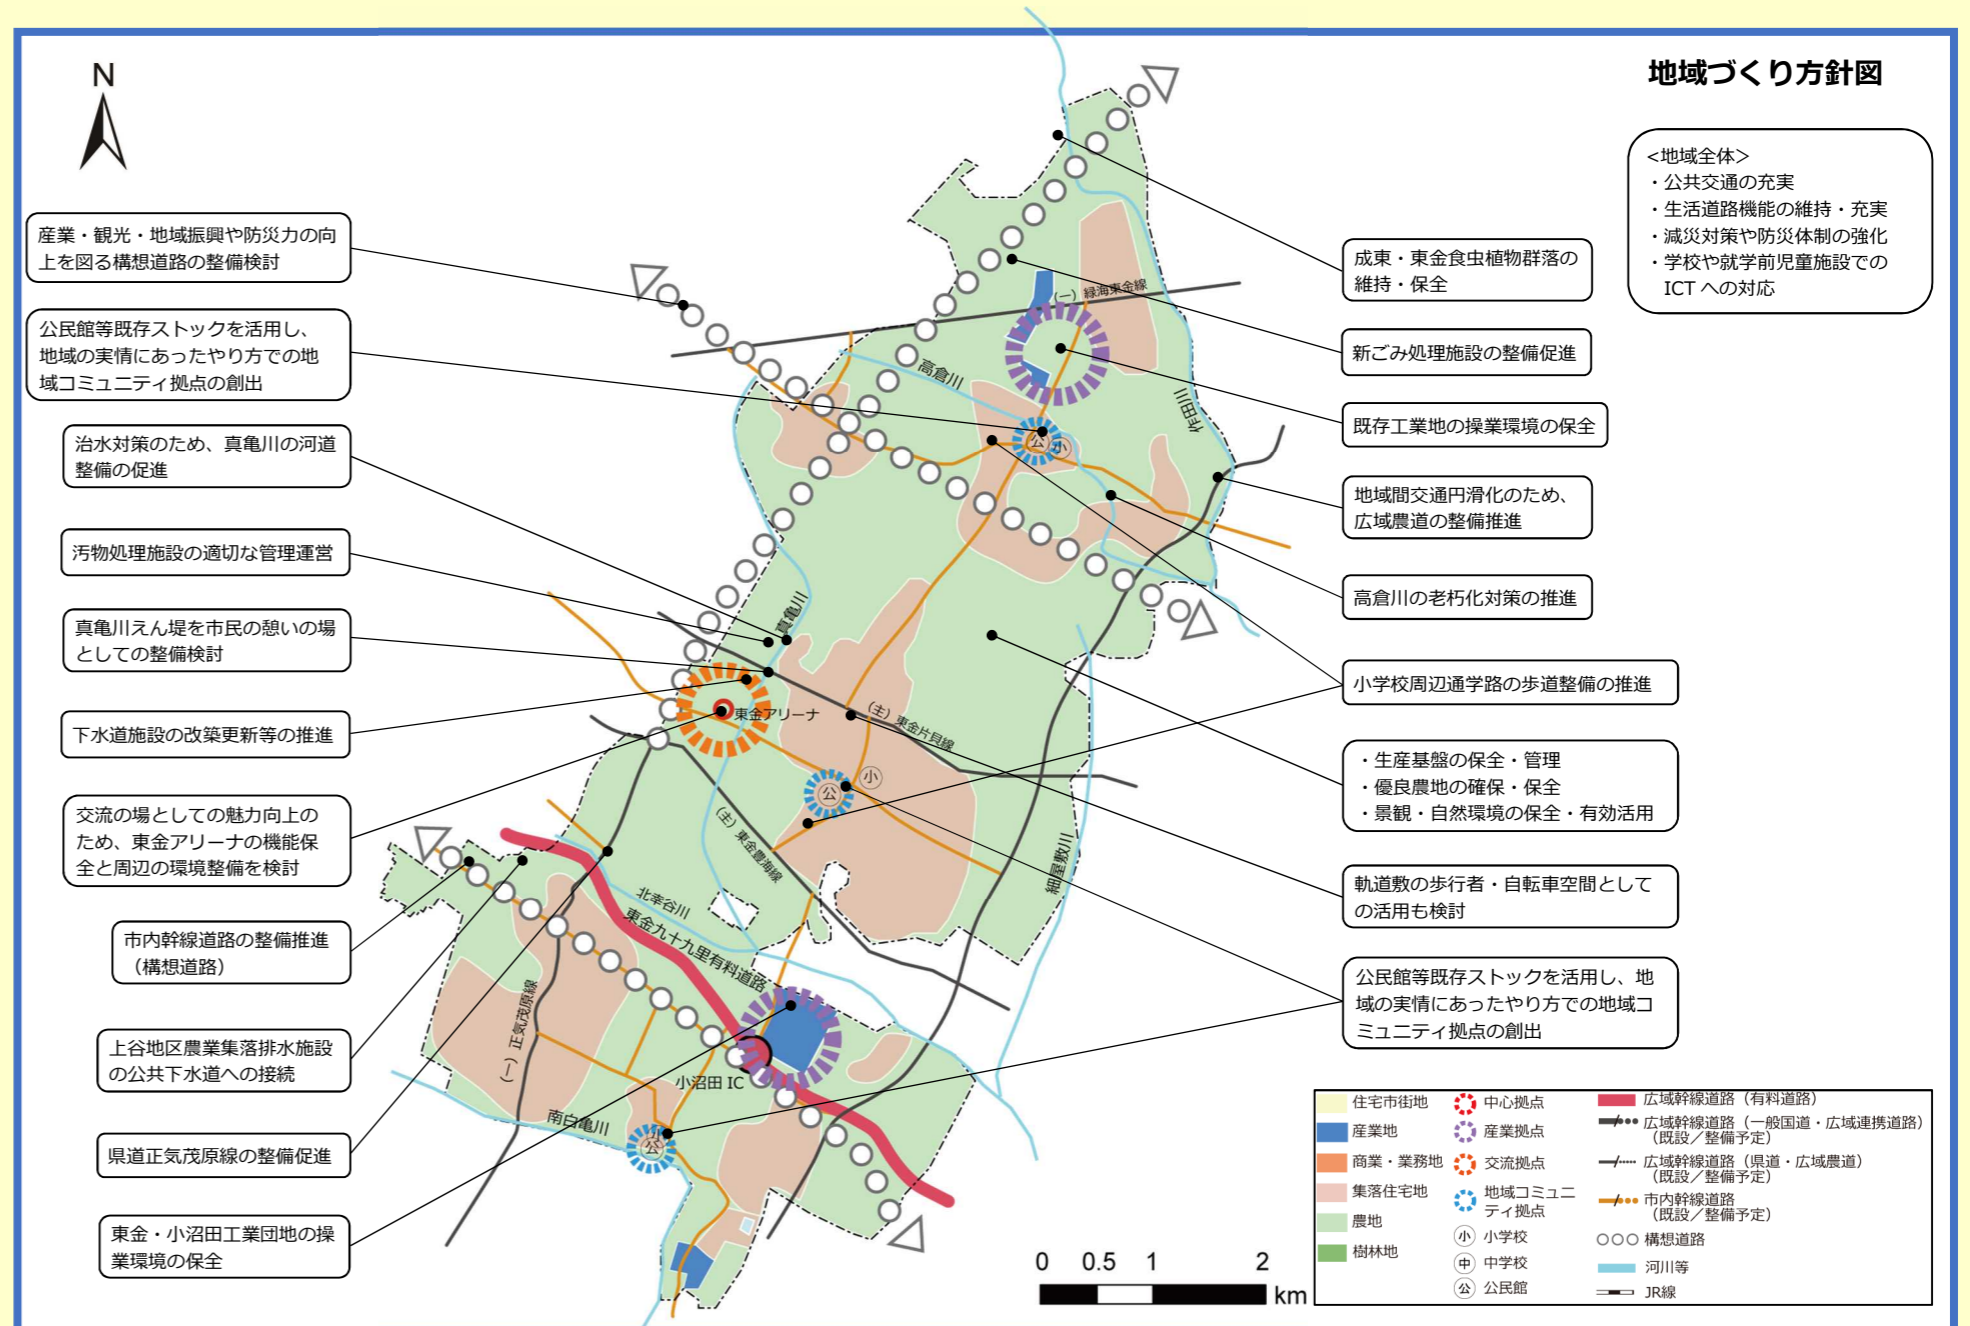 地域づくり方針図
N
<地域全体>
・公共交通の充実
・生活道路機能の維持・充実
・減災対策や防災体制の強化
・学校や就学前児童施設での
ICTへの対応
産業・観光・地域振興や防災力の向
上を図る構想道路の整備検討
公民館等既存ストックを活用し、
地域の実情にあったやり方での地
域コミュニティ拠点の創出
治水対策のため、真亀川の河道
整備の促進
汚物処理施設の適切な管理運営
真亀川えん堤を市民の憩いの場
としての整備検討
下水道施設の改築更新等の推進
交流の場としての魅力向上の
ため、東金アリーナの機能保
全と周辺の環境整備を検討
市内幹線道路の整備推進
（構想道路）
上谷地区農業集落排水施設
の公共下水道への接続
県道正気茂原線の整備促進
東金・小沼田工業団地の操
業環境の保全
（一）緑海東金線
高倉川
作田川
公
小
真亀川
東金アリーナ
（主）東金片貝線
小
公
（主）東金豊海線
細屋敷川
北幸谷川
東金九十九里有料道路
（一）正気茂原線
小沼田 IC
南白亀川
小
公
成東・東金食虫植物群落の
維持・保全
新ごみ処理施設の整備促進
既存工業地の操業環境の保全
地域間交通円滑化のため、
広域農道の整備推進
高倉川の老朽化対策の推進
小学校周辺通学路の歩道整備の推進
・生産基盤の保全・管理
・優良農地の確保・保全
・景観・自然環境の保全・有効活用
軌道敷の歩行者・自転車空間として
の活用も検討
公民館等既存ストックを活用し、地
域の実情にあったやり方での地域コ
ミュニティ拠点の創出
0 0.5 1 2
km
住宅市街地
産業地
商業・業務地
集落住宅地
農地
樹林地
中心拠点
産業拠点
交流拠点
地域コミュニ
ティ拠点
小 小学校
中 中学校
公 公民館
広域幹線道路（有料道路）
広域幹線道路（一般国道・広域連携道路）
（既設／整備予定）
広域幹線道路（県道・広域農道）
（既設／整備予定）
市内幹線道路
（既設／整備予定）
構想道路
河川等
JR線